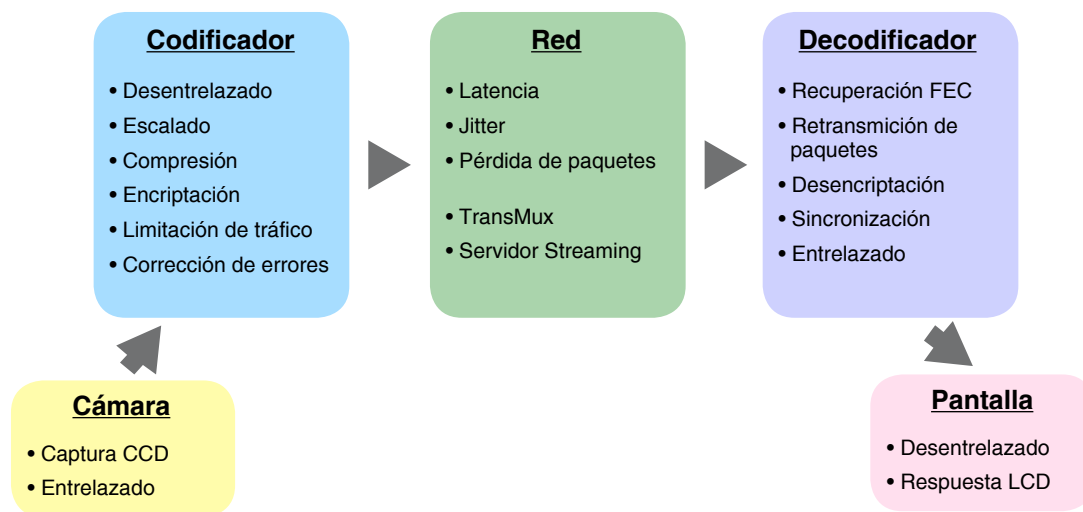 Codificador
• Desentrelazado
• Escalado
• Compresión
• Encriptación
• Limitación de tráfico
• Corrección de errores
Red
• Latencia
• Jitter
• Pérdida de paquetes
• TransMux
• Servidor Streaming
Decodificador
• Recuperación FEC
• Retransmición de
paquetes
• Desencriptación
• Sincronización
• Entrelazado
Cámara
• Captura CCD
• Entrelazado
Pantalla
• Desentrelazado
• Respuesta LCD